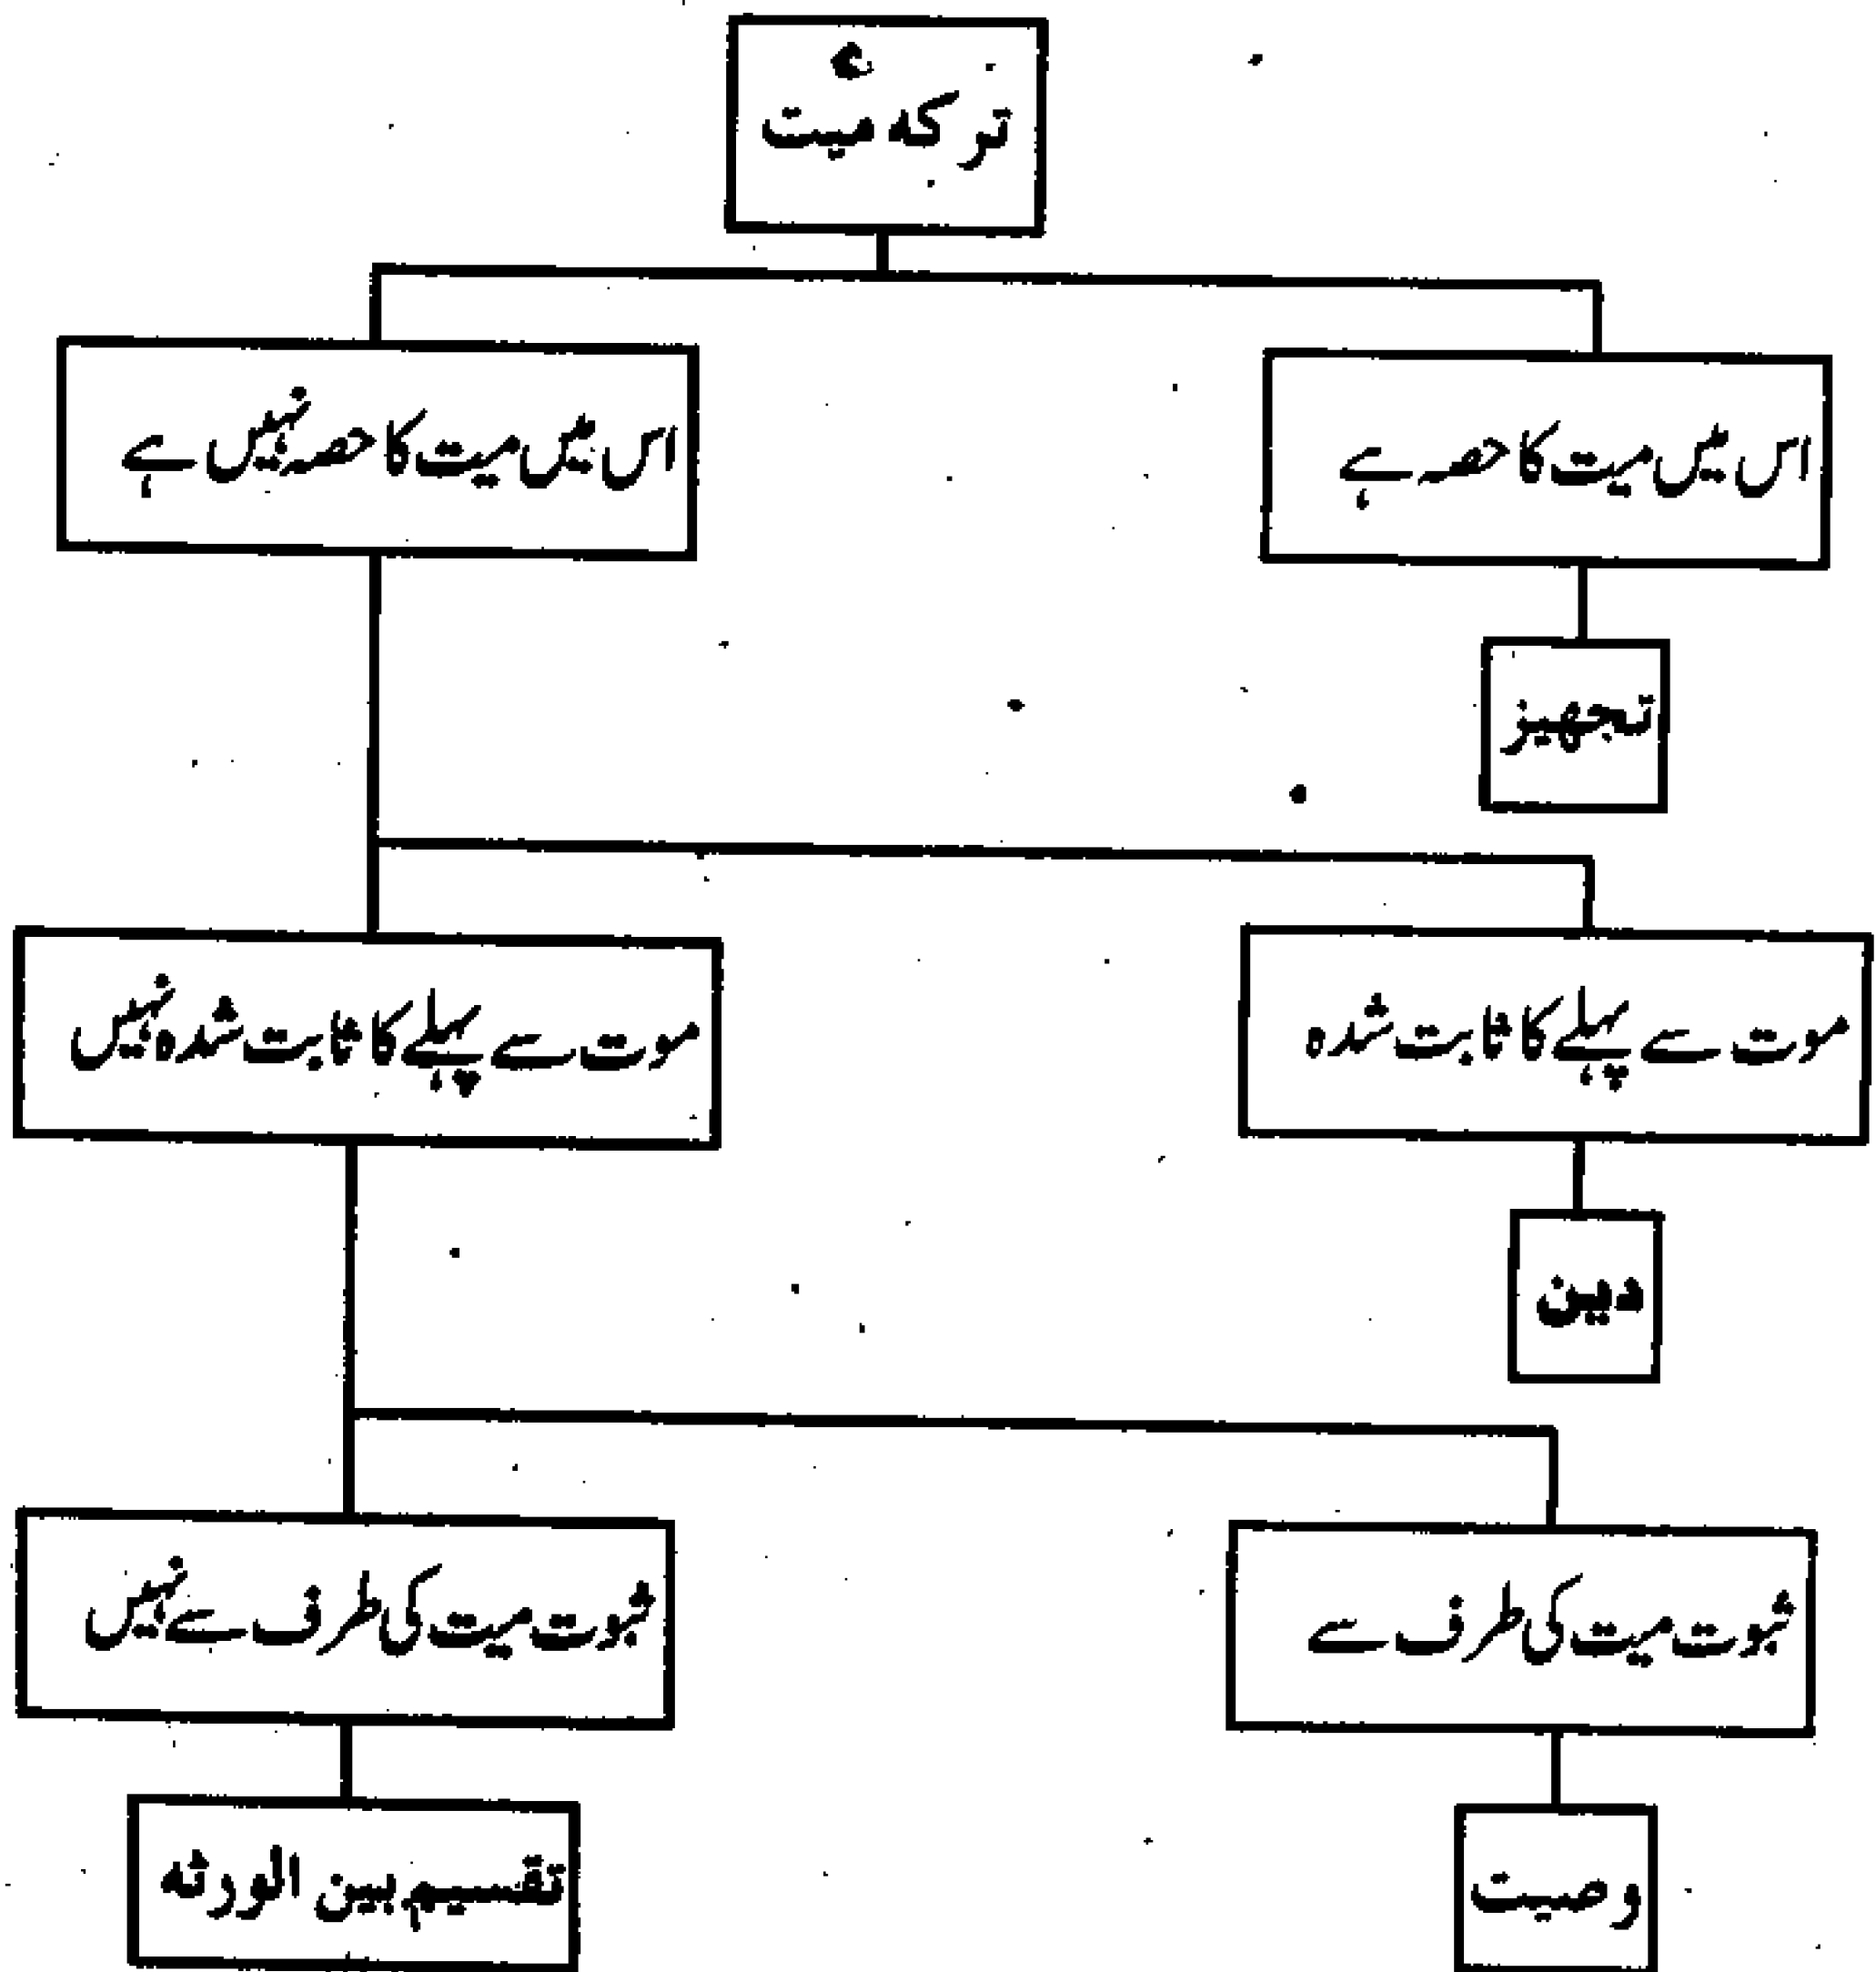 ترکۂ میت
اس میں میت کا حصہ ہے
اس میں میت کا حصہ نہیں ہے
تجهيز
موت سے پہلے کا ثابت شدہ
موت سے پہلے کا ثابت شدہ نہیں
دین
ثبوت میت کی طرف سے
ثبوت میت کی طرف سے نہیں
وصیت
تقسیم بین الورثہ